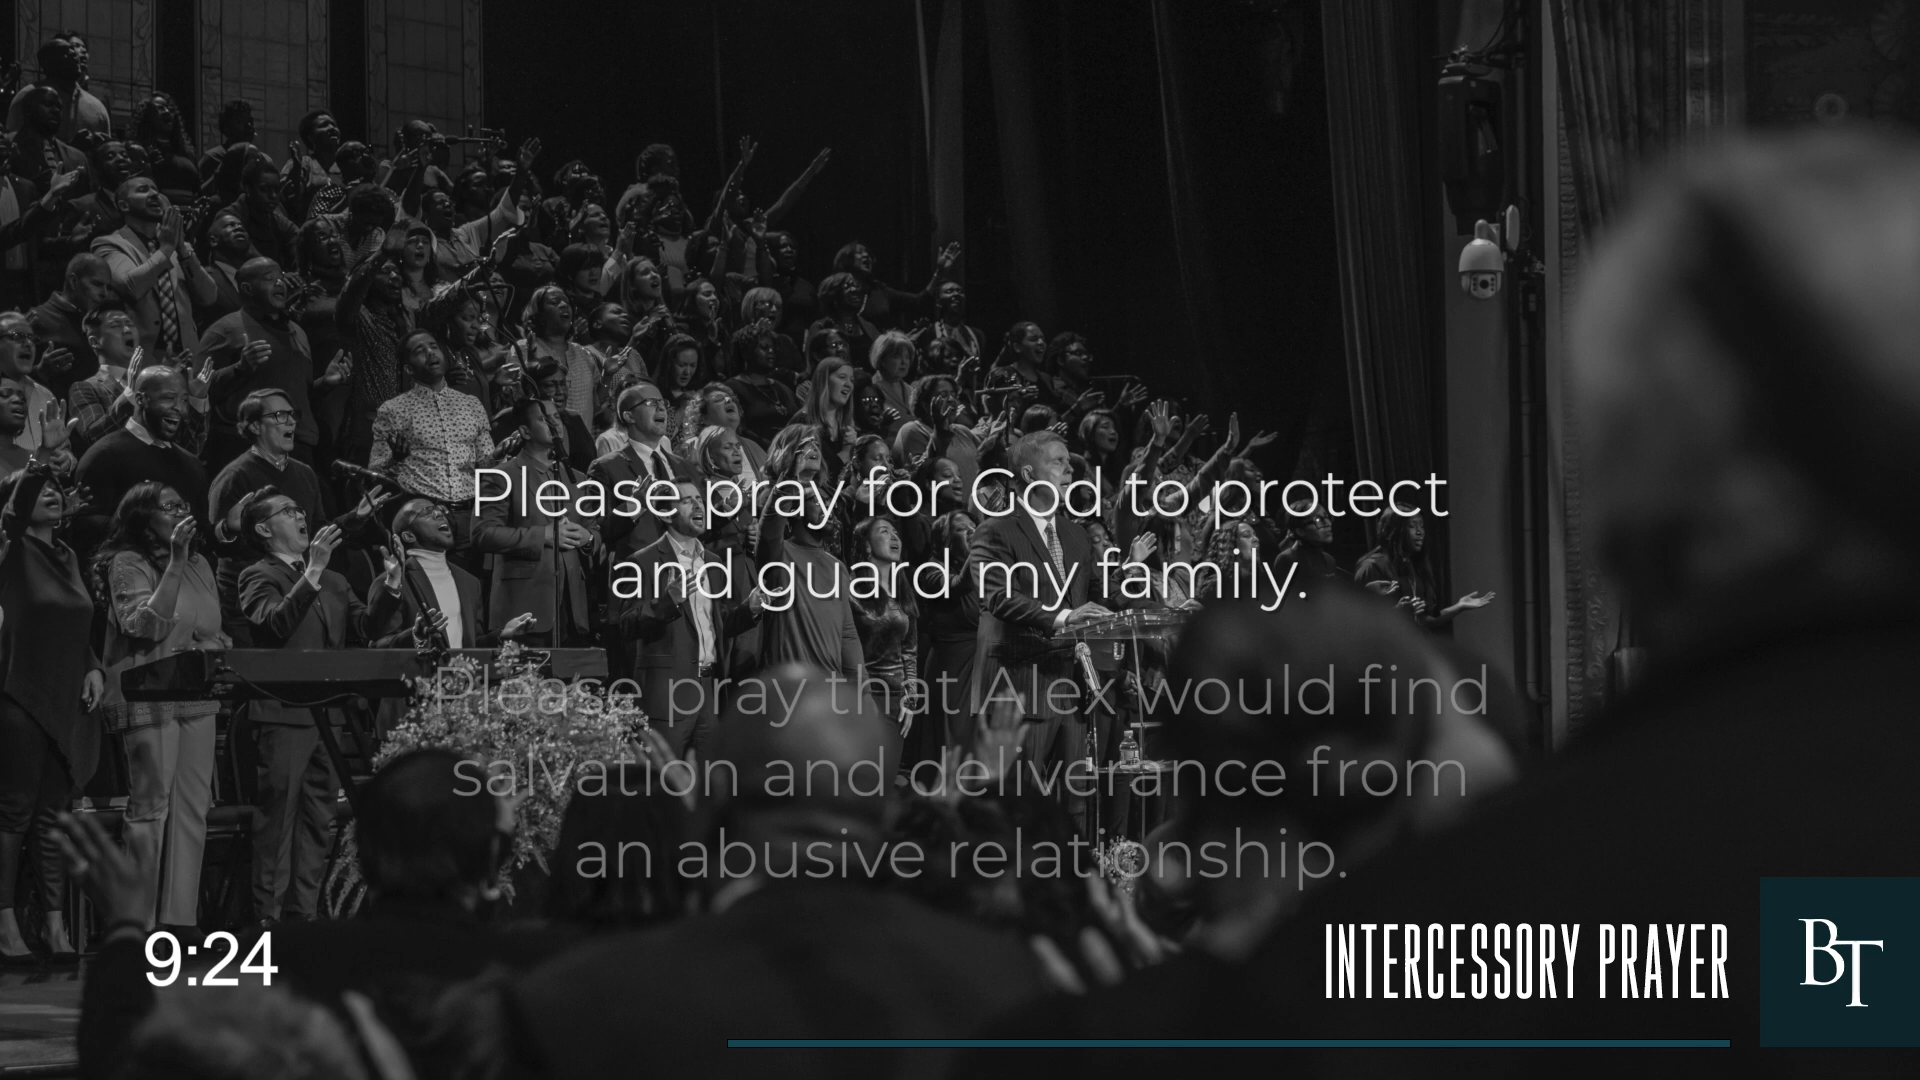 Please pray for God to protect
and guard my family.
Please pray that Alex would find
salvation and deliverance from
an abusive relationship.
9:24
INTERCESSORY PRAYER
BT